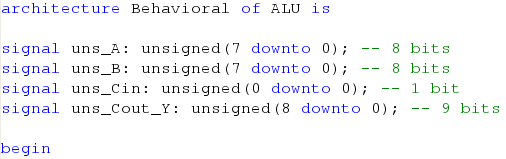 architecture Behavioral of ALU is
signal uns_A: unsigned(7 downto 0); -- 8 bits
signal uns_B: unsigned(7 downto 0); -- 8 bits
signal uns_Cin: unsigned(0 downto 0); -- 1 bit
signal uns_Cout_Y: unsigned(8 downto 0); -- 9 bits
begin